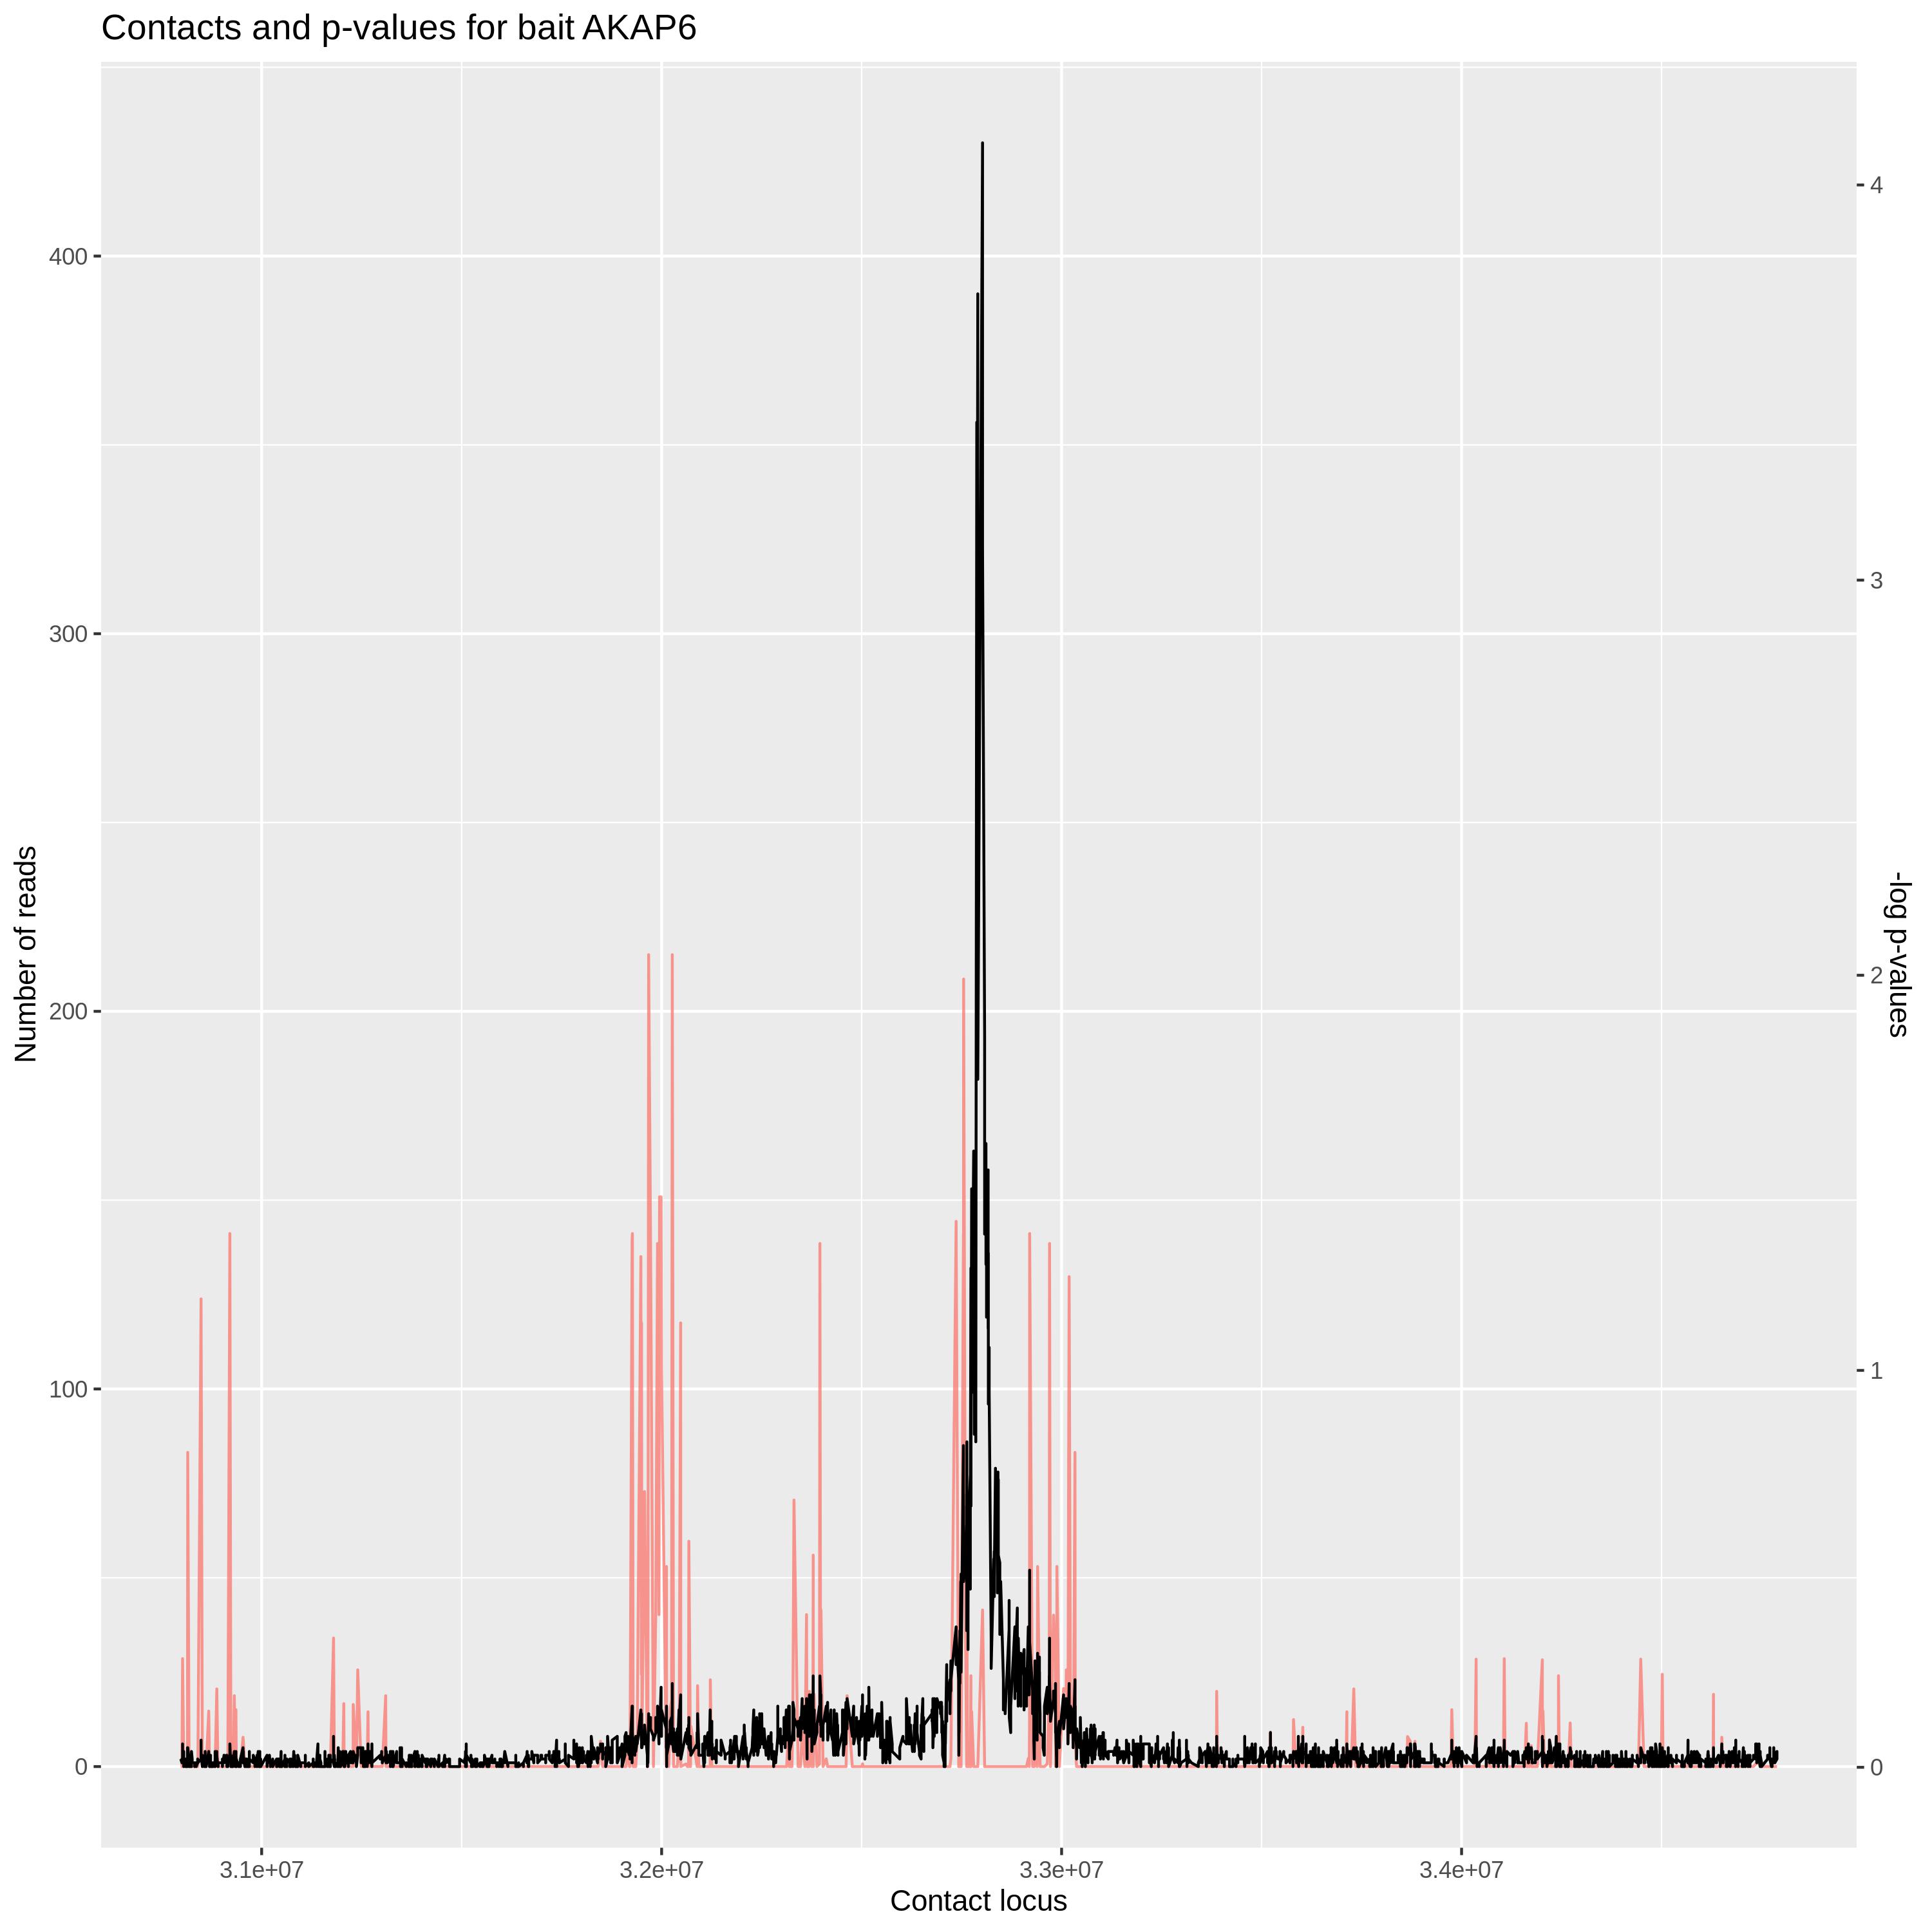 Contacts and p-values for bait AKAP6
Number of reads
400
300
200
100
0
4
3
2
1
0
-log p-values
3.1e+07 3.2e+07 3.3e+07 3.4e+07
Contact locus